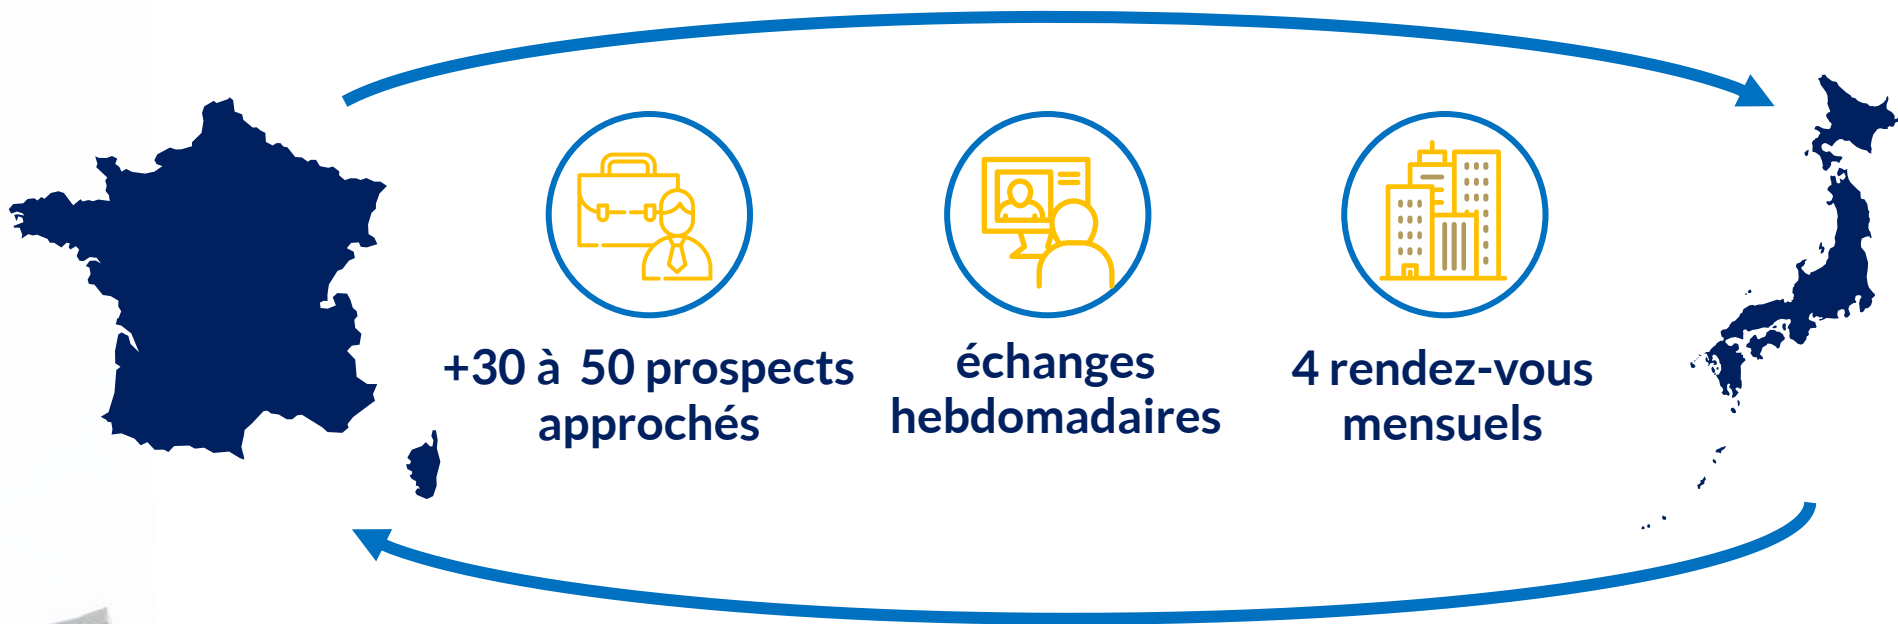 +30 à 50 prospects
approchés
échanges
hebdomadaires
4 rendez-vous
mensuels